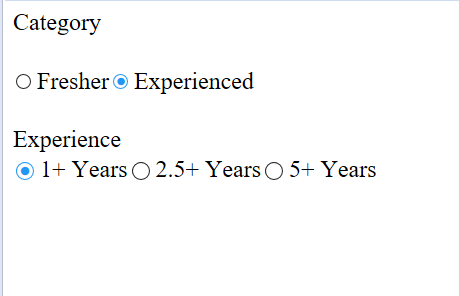 Category
Fresher Experienced
Experience
1+ Years 2.5+ Years 5+ Years